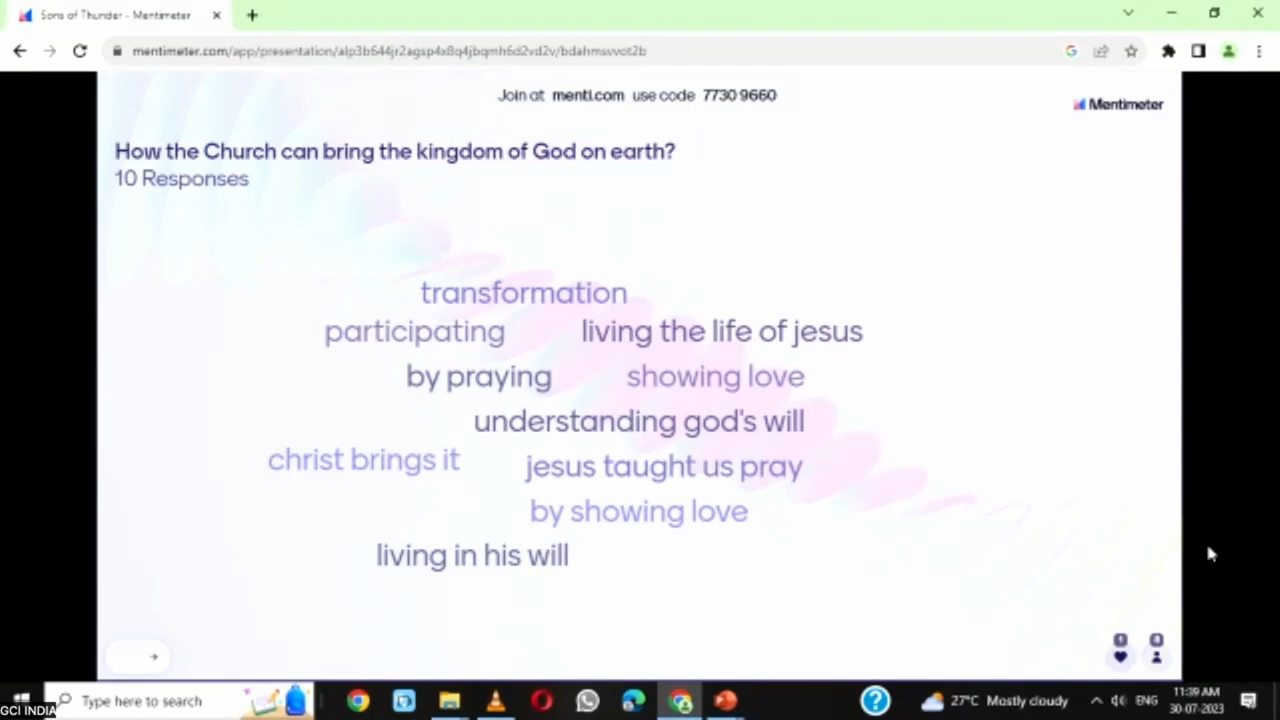 Sons of Thunder - Mentimeter
Join at menti.com use code 7730 9660
Mentimeter
How the Church can bring the kingdom of God on earth?
10 Responses
transformation
participating living the life of jesus
by praying showing love
understanding god's will
christ brings it jesus taught us pray
by showing love
living in his will
Type here to search
27°C Mostly cloudy
ENG
11:39 AM
30-07-2023
GCI INDIA